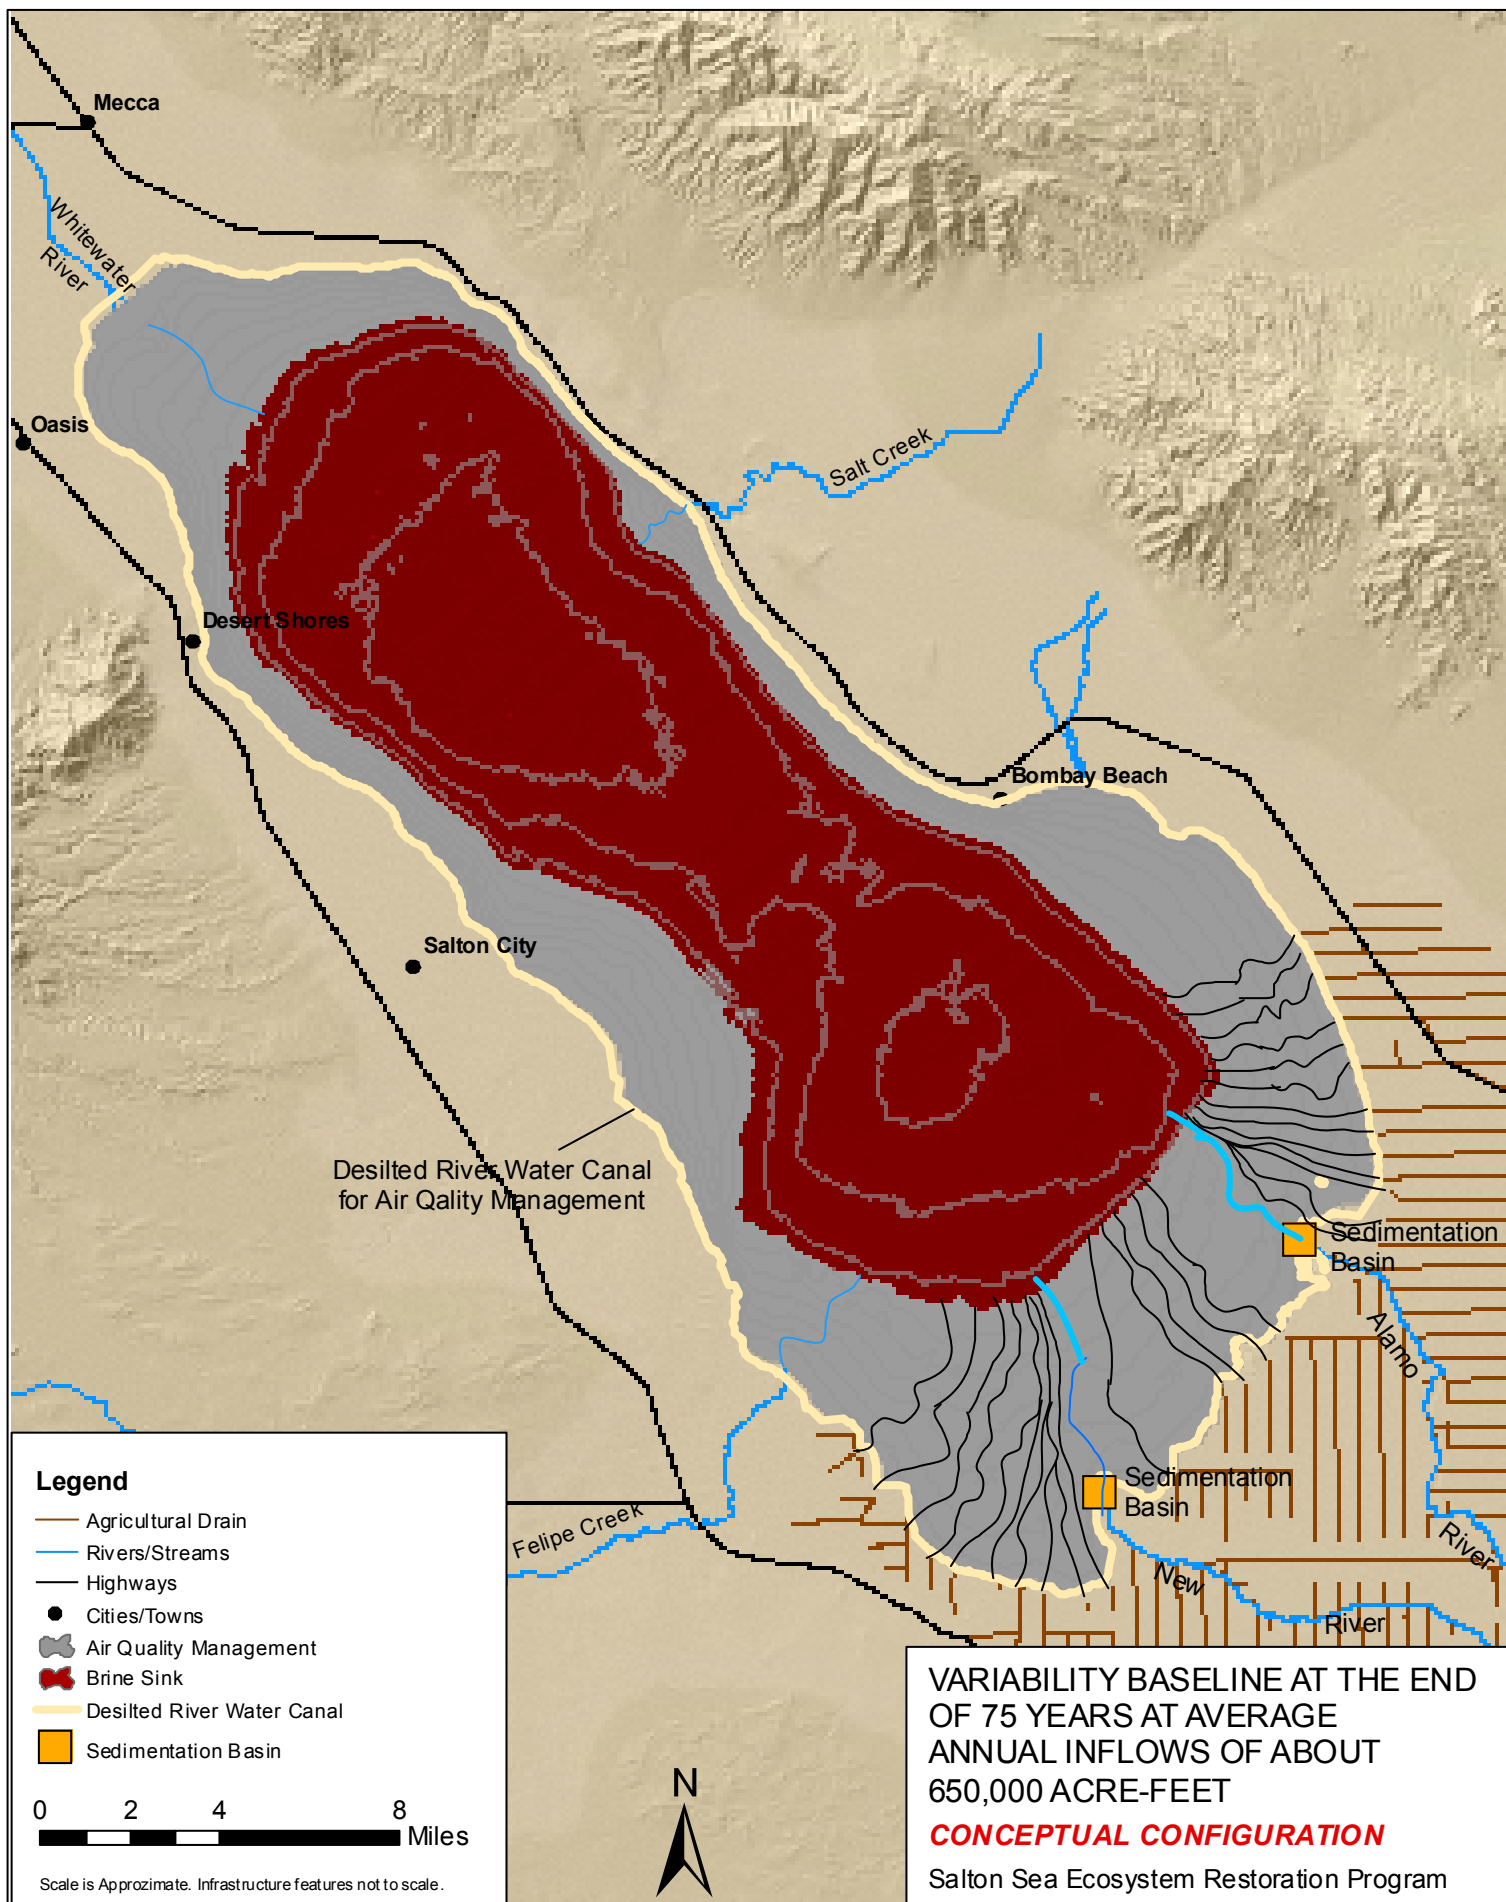 Mecca
Whitewater
River
Oasis
Salt Creek
Desert Shores
Bombay Beach
Salton City
Desilted River Water Canal
for Air Qality Management
Sedimentation
Basin
Alamo
River
Sedimentation
Basin
Felipe Creek
New
River
Legend
Agricultural Drain
Rivers/Streams
Highways
Cities/Towns
Air Quality Management
Brine Sink
Desilted River Water Canal
Sedimentation Basin
0 2 4 8
Miles
Scale is Approzimate. Infrastructure features not to scale.
N
VARIABILITY BASELINE AT THE END
OF 75 YEARS AT AVERAGE
ANNUAL INFLOWS OF ABOUT
650,000 ACRE-FEET
CONCEPTUAL CONFIGURATION
Salton Sea Ecosystem Restoration Program